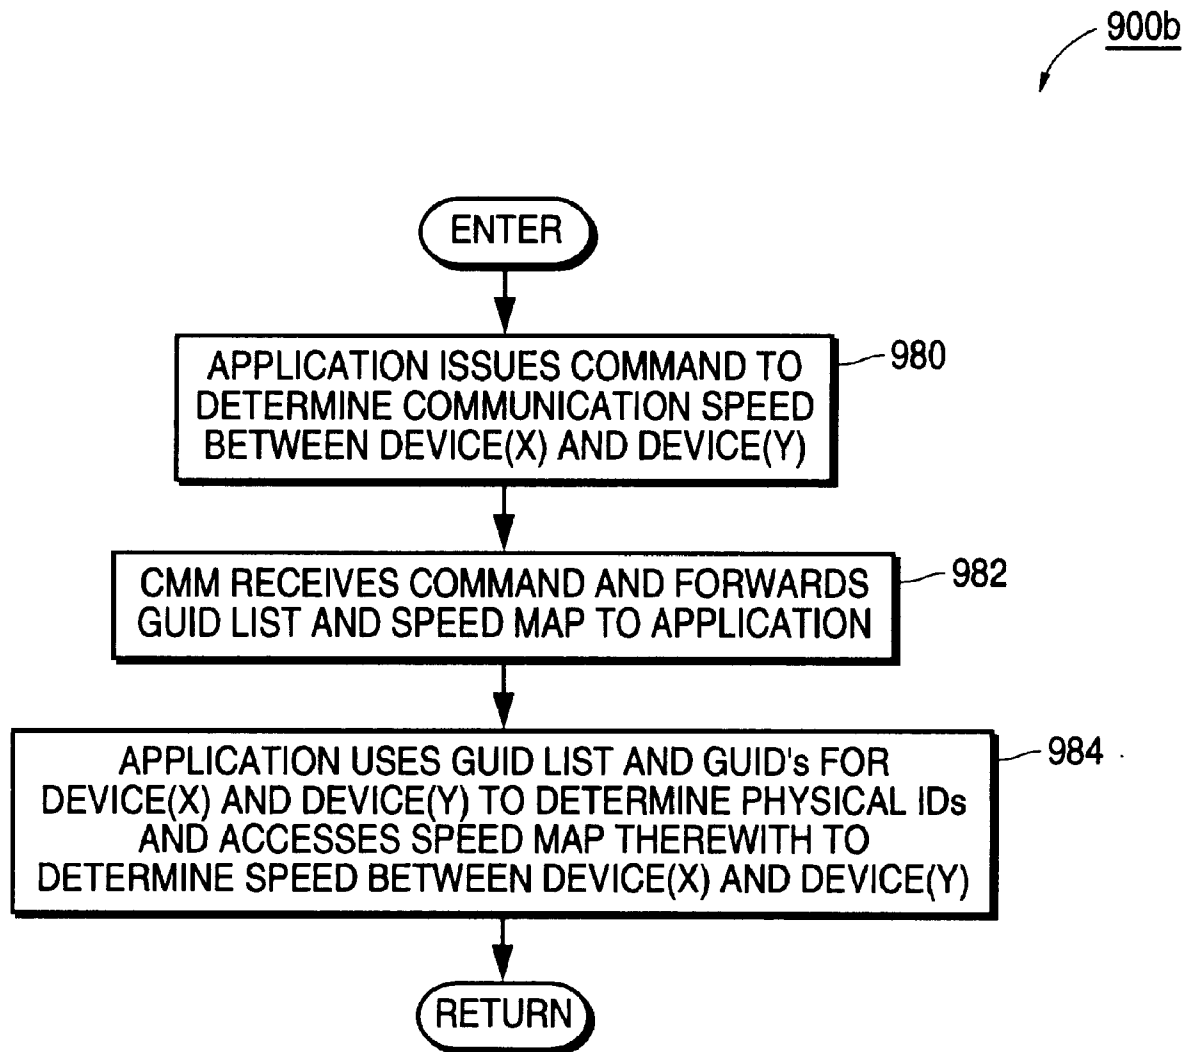 900b
ENTER
APPLICATION ISSUES COMMAND TO
DETERMINE COMMUNICATION SPEED
BETWEEN DEVICE(X) AND DEVICE(Y)
980
CMM RECEIVES COMMAND AND FORWARDS
GUID LIST AND SPEED MAP TO APPLICATION
982
APPLICATION USES GUID LIST AND GUID's FOR
DEVICE(X) AND DEVICE(Y) TO DETERMINE PHYSICAL IDs
AND ACCESSES SPEED MAP THEREWITH TO
DETERMINE SPEED BETWEEN DEVICE(X) AND DEVICE(Y)
984
RETURN